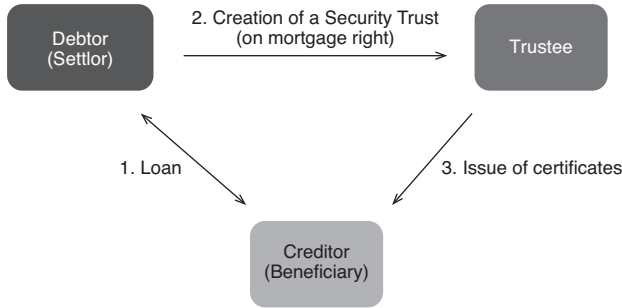 Debtor
(Settlor)
2. Creation of a Security Trust
(on mortgage right)
Trustee
1. Loan
3. Issue of certificates
Creditor
(Beneficiary)